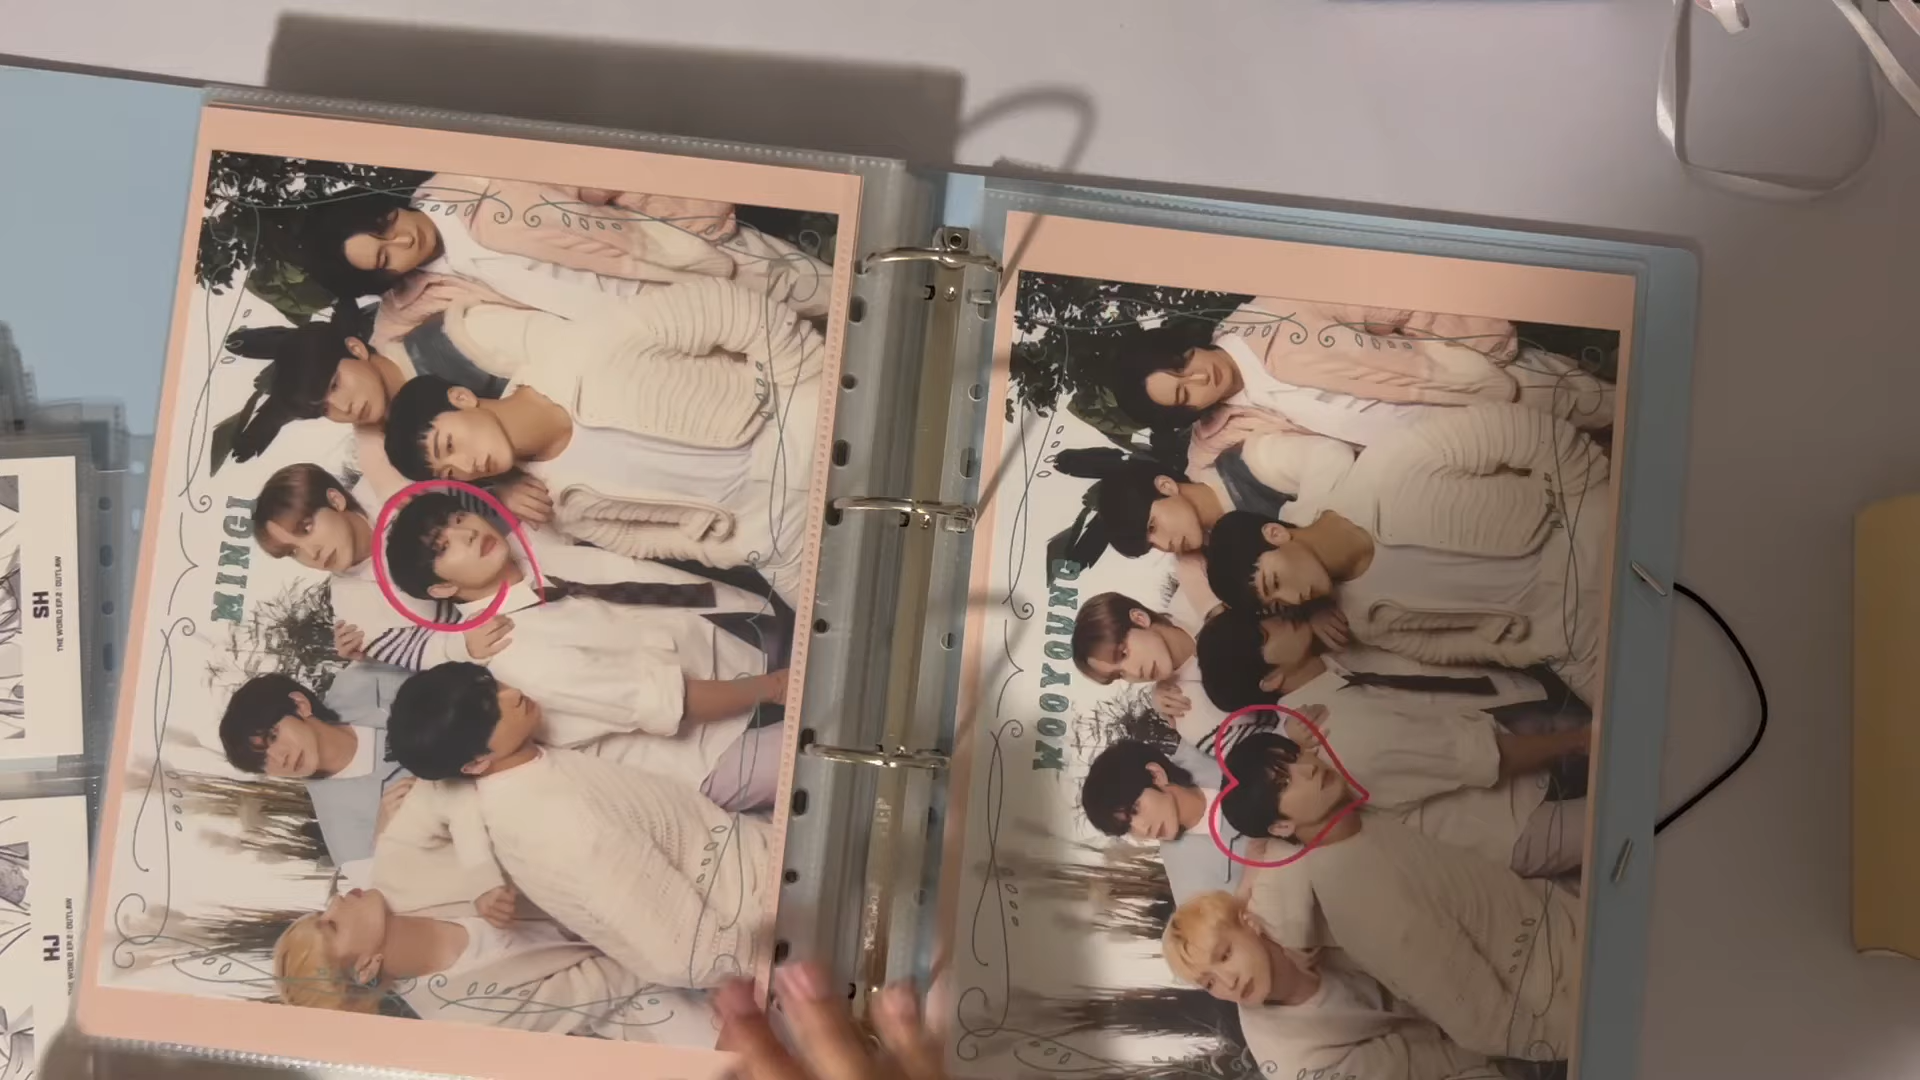 SH
THE WORLD EP.2 : OUTLAW
HJ
THE WORLD EP.2 : OUTLAW
MINGI
WOOYOUNG